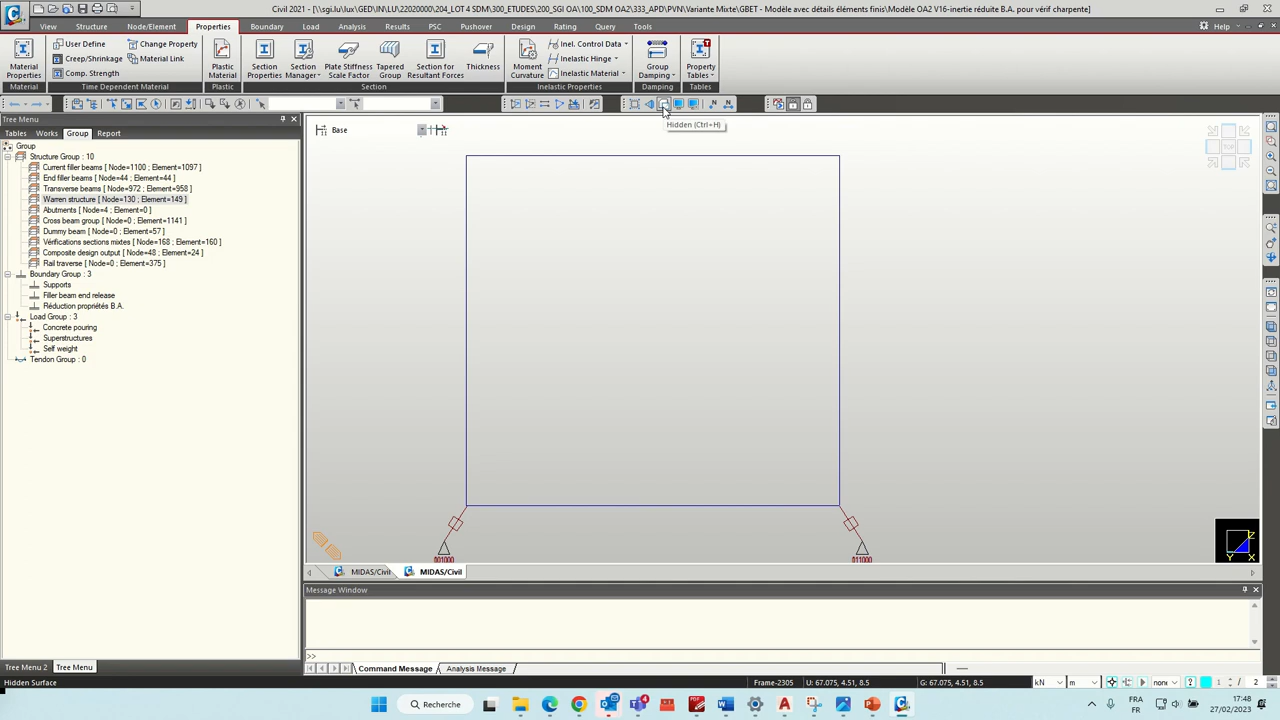 Civil 2021 - [\\sgi.lu\lux\GED\IN\LU\22020000\204_LOT 4 SDM\300_ETUDES\200_SGI OA\100_SDM OA2\333_APD\PVN\Variante Mixte\GBET - Modèle avec détails éléments finis\Modèle OA2 V16-inertie réduite B.A. pour vérif charpente]
View Structure Node/Element Properties Boundary Load Analysis Results PSC Pushover Design Rating Query Tools Help
Material Properties
User Define
Creep/Shrinkage
Comp. Strength
Change Property
Material Link
Plastic Material
Section Properties
Section Manager
Plate Stiffness Scale Factor
Tapered Group
Section for Resultant Forces
Thickness
Moment Curvature
Inel. Control Data
Inelastic Hinge
Inelastic Material
Group Damping
Property Tables
Material Time Dependent Material Plastic Section Inelastic Properties Damping Tables
Tree Menu
Base
Hidden (Ctrl+H)
Tables Works Group Report
TOP
Group
Structure Group : 10
Current filler beams [ Node=1100 ; Element=1097 ]
End filler beams [ Node=44 ; Element=44 ]
Transverse beams [ Node=972 ; Element=958 ]
Warren structure [ Node=130 ; Element=149 ]
Abutments [ Node=4 ; Element=0 ]
Cross beam group [ Node=0 ; Element=1141 ]
Dummy beam [ Node=0 ; Element=57 ]
Vérifications sections mixtes [ Node=168 ; Element=160 ]
Composite design output [ Node=48 ; Element=24 ]
Rail traverse [ Node=0 ; Element=375 ]
Boundary Group : 3
Supports
Filler beam end release
Réduction propriétés B.A.
Load Group : 3
Concrete pouring
Superstructures
Self weight
Tendon Group : 0
001000
011000
Z
Y X
MIDAS/Civil MIDAS/Civil
Message Window
>>
Tree Menu 2 Tree Menu
Command Message Analysis Message
Hidden Surface
Frame-2305 U: 67.075, 4.51, 8.5 G: 67.075, 4.51, 8.5 kN m none 1 / 2
Recherche
FRA
FR
17:48
27/02/2023